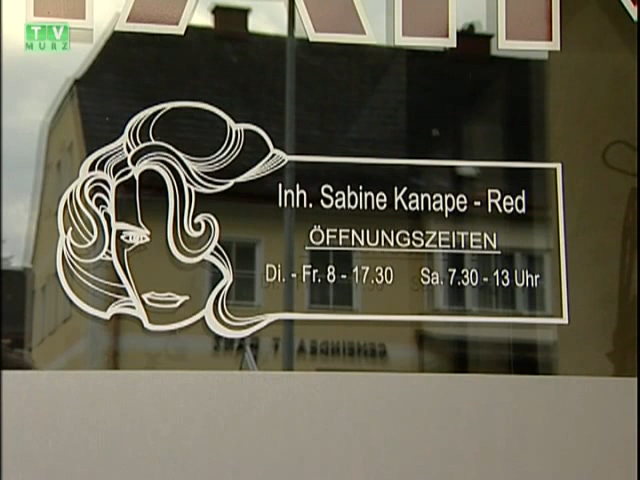 TV
MURZ
Inh. Sabine Kanape - Red
ÖFFNUNGSZEITEN
Di. - Fr. 8 - 17.30 Sa. 7.30 - 13 Uhr